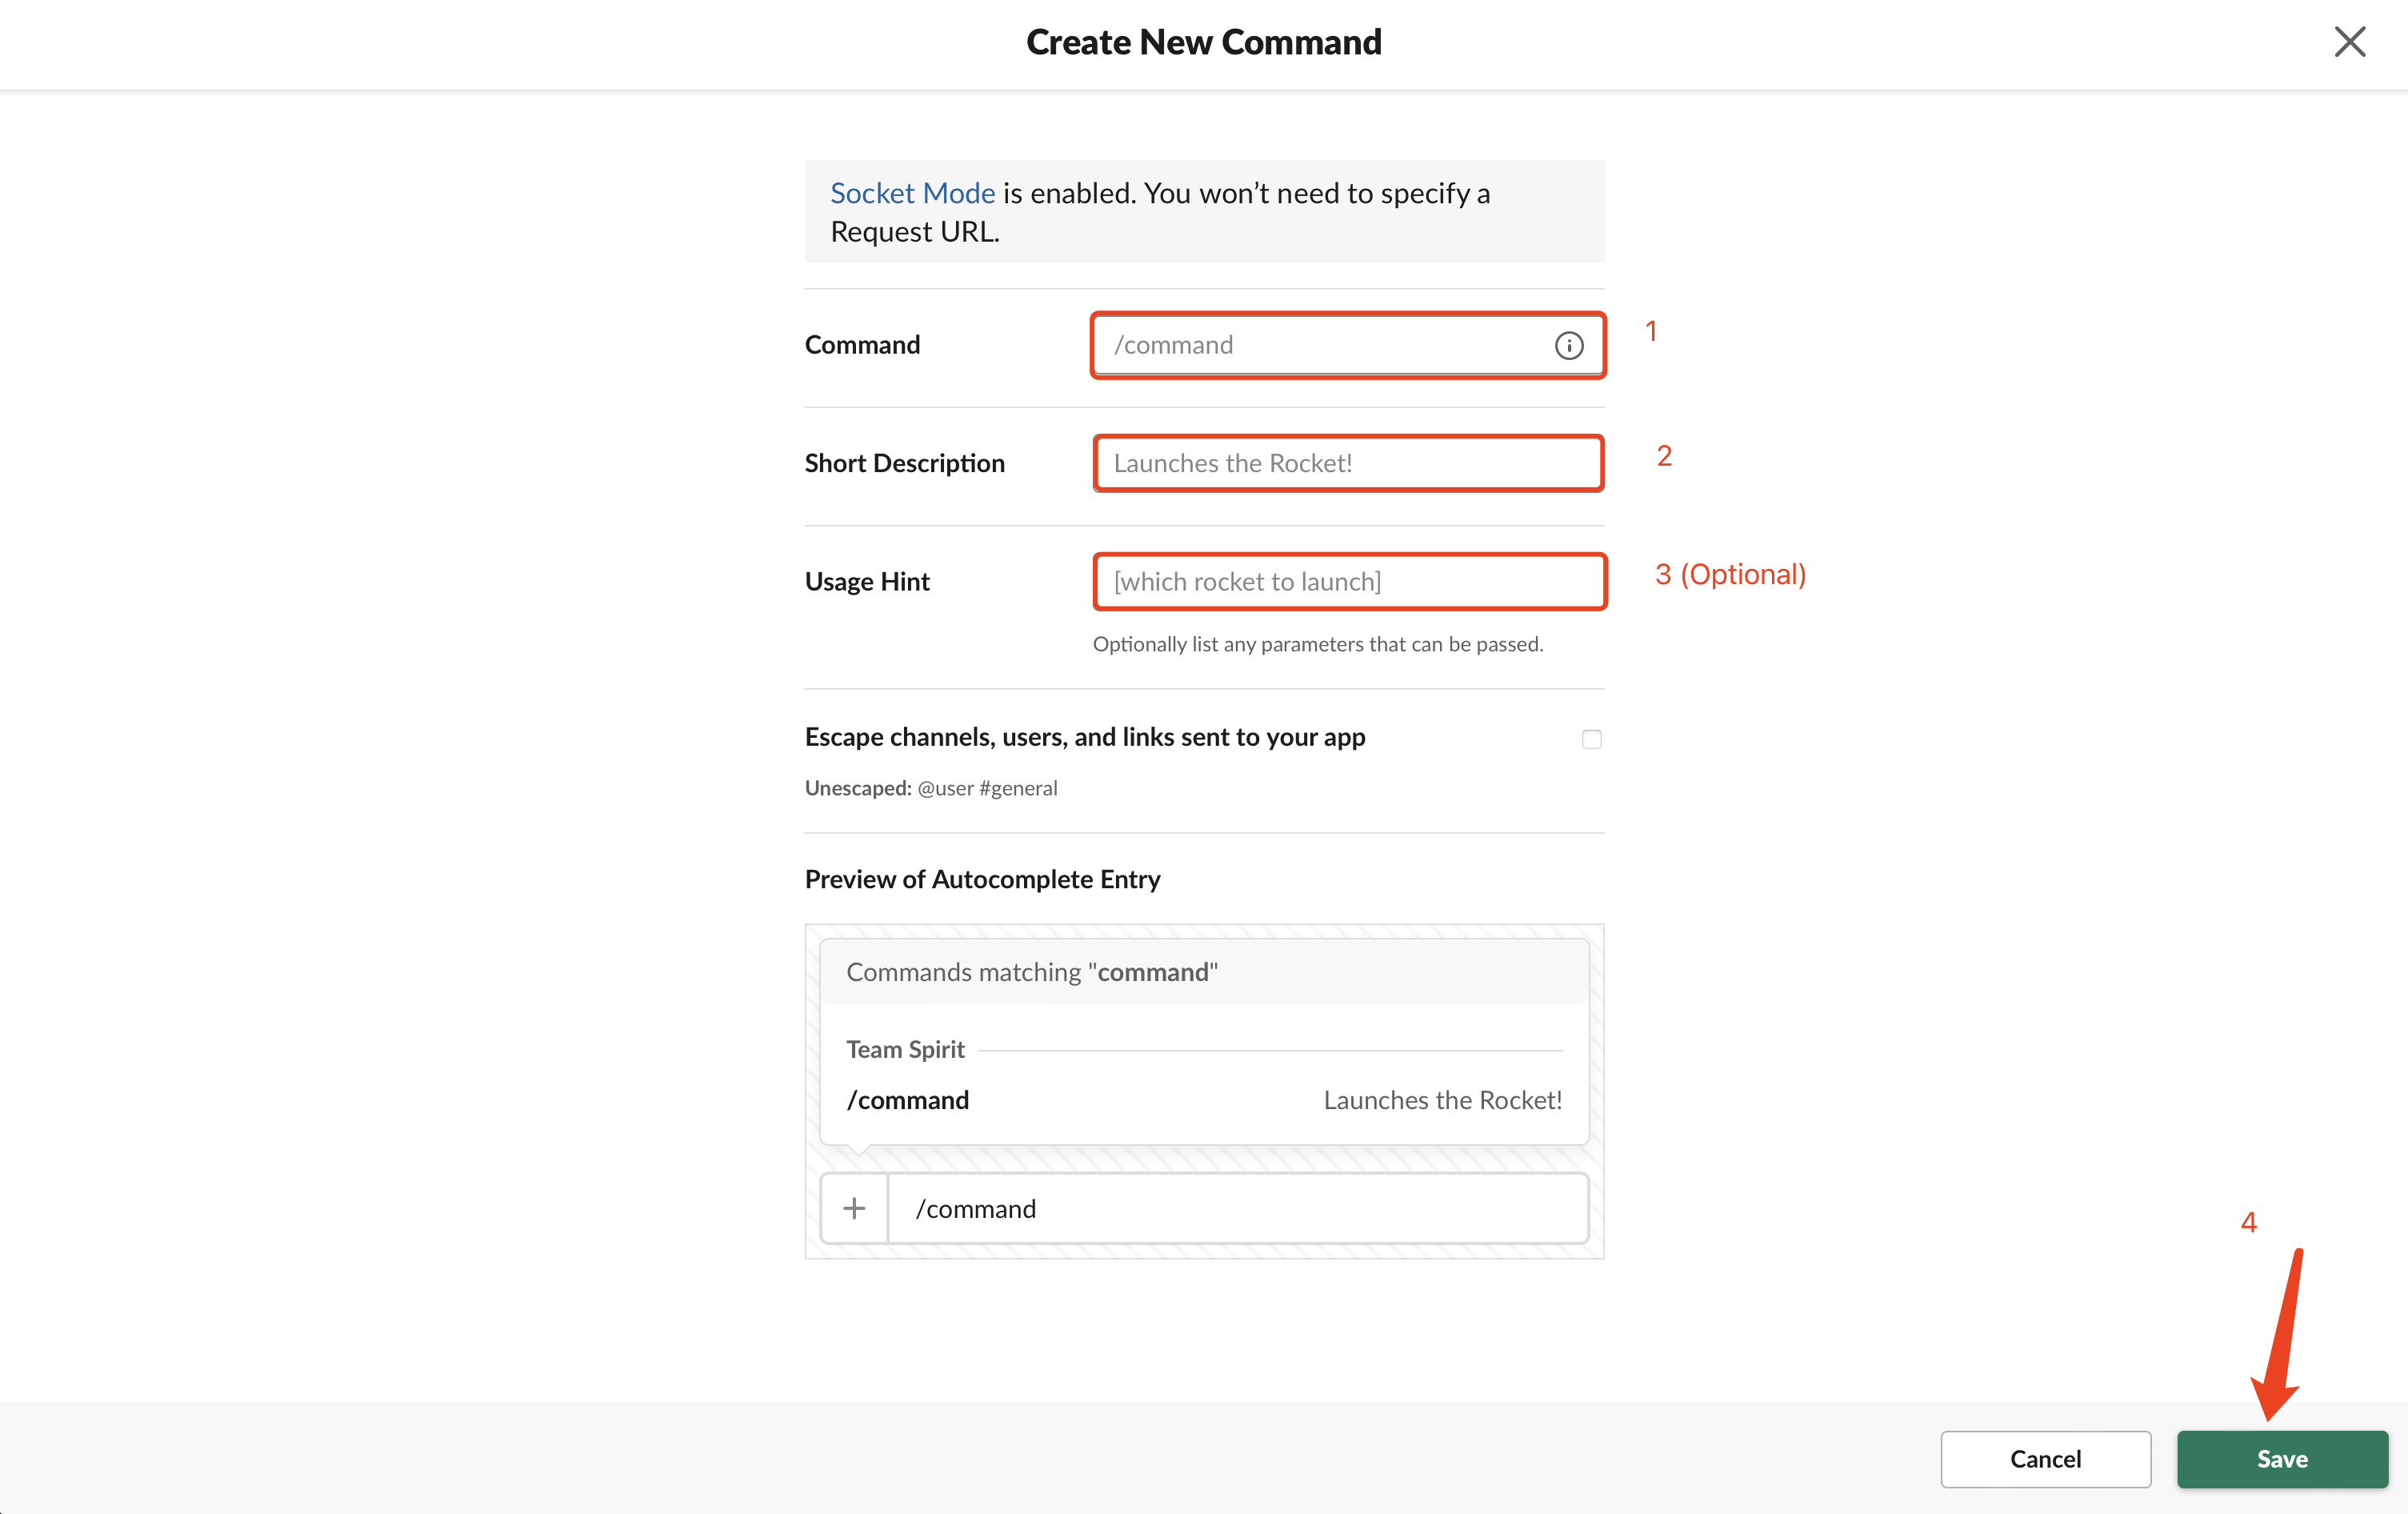 Create New Command
Socket Mode is enabled. You won’t need to specify a
Request URL.
Command
/command
1
Short Description
Launches the Rocket!
2
Usage Hint
[which rocket to launch]
3 (Optional)
Optionally list any parameters that can be passed.
Escape channels, users, and links sent to your app
Unescaped: @user #general
Preview of Autocomplete Entry
Commands matching "command"
Team Spirit
/command
Launches the Rocket!
/command
4
Cancel
Save